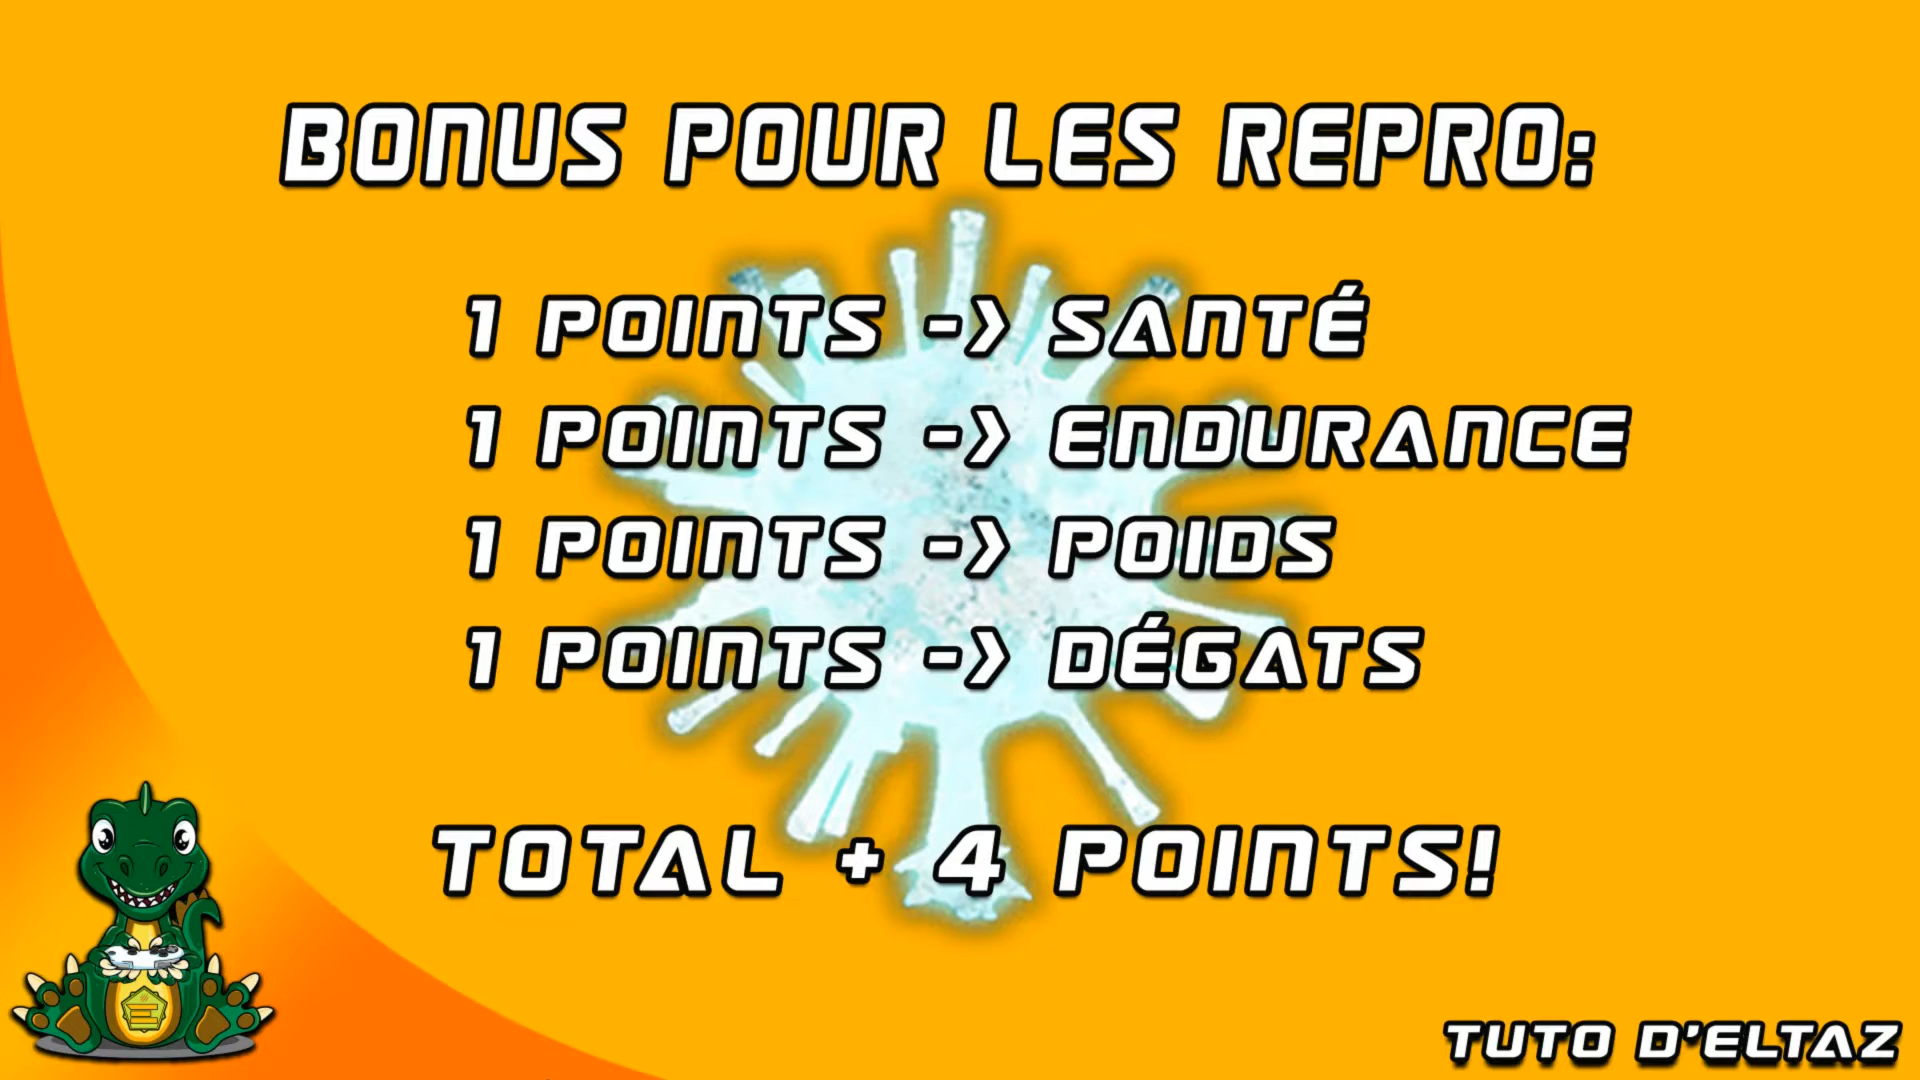 BONUS POUR LES REPRO:
1 POINTS -> SANTÉ
1 POINTS -> ENDURANCE
1 POINTS -> POIDS
1 POINTS -> DÉGATS
TOTAL + 4 POINTS!
TUTO D'ELTAZ